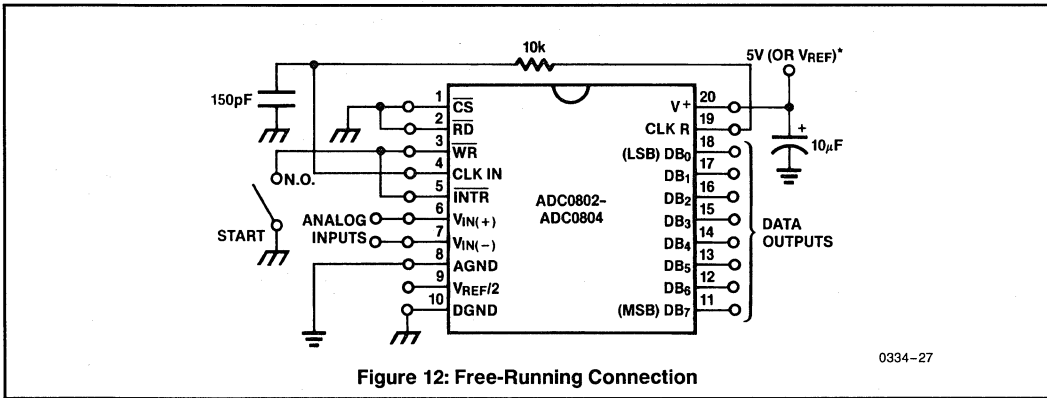 10k
5V (OR VREF)*
150pF
1 CS
2 RD
3 WR
4 CLK IN
5 INTR
6 VIN(+)
7 VIN(−)
8 AGND
9 VREF/2
10 DGND
N.O.
START
ANALOG
INPUTS
ADC0802–
ADC0804
V+ 20
CLK R 19
(LSB) DB0 18
DB1 17
DB2 16
DB3 15
DB4 14
DB5 13
DB6 12
(MSB) DB7 11
+
10μF
DATA
OUTPUTS
0334–27
Figure 12: Free-Running Connection